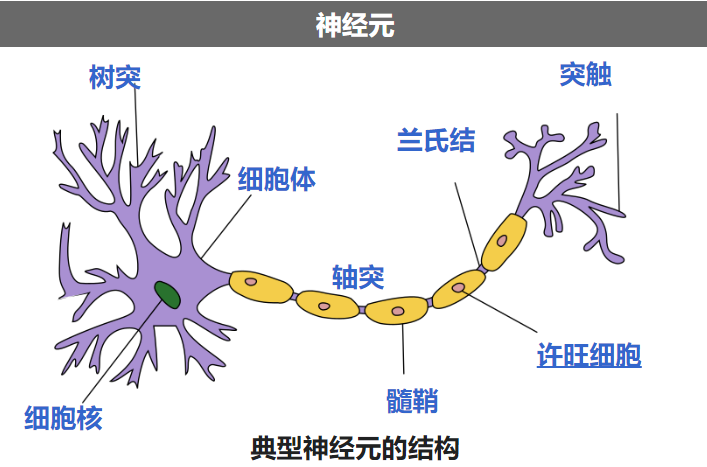 神经元
树突
突触
兰氏结
细胞体
轴突
许旺细胞
髓鞘
细胞核
典型神经元的结构